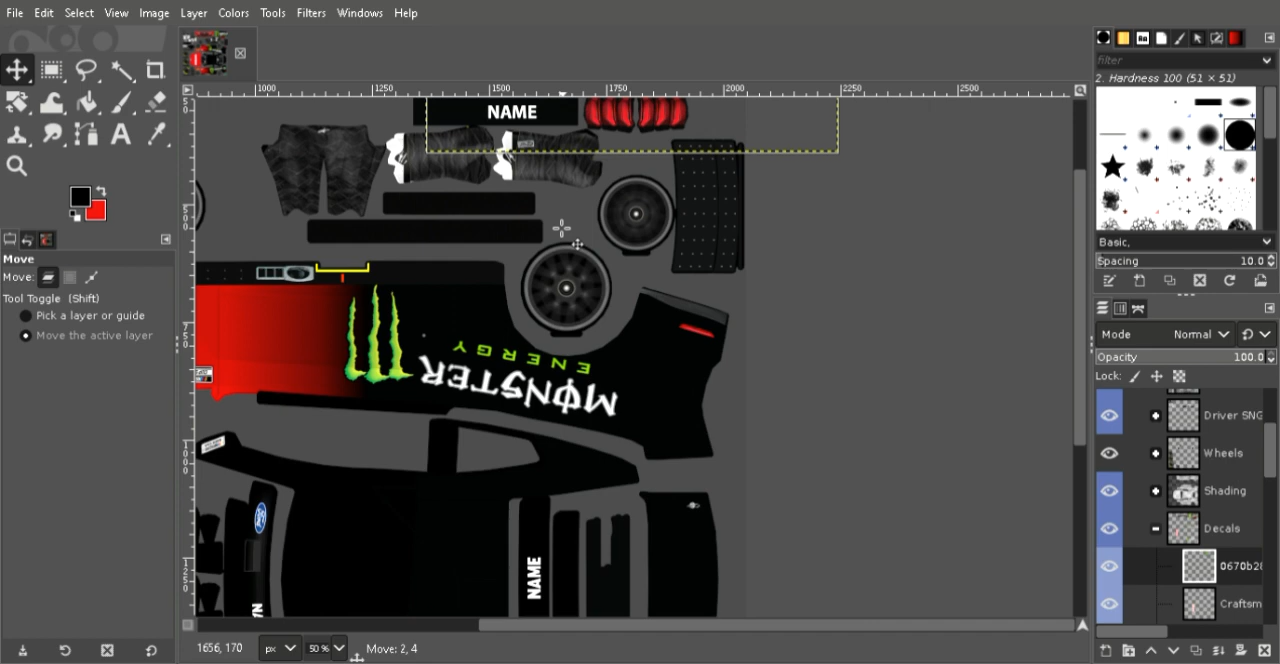 File Edit Select View Image Layer Colors Tools Filters Windows Help
1000 1250 1500 1750 2000 2250 2500
NAME
ENERGY
MONSTER
NAME
Move
Move:
Tool Toggle (Shift)
Pick a layer or guide
Move the active layer
filter
2. Hardness 100 (51 × 51)
Basic,
Spacing 10.0
Mode Normal
Opacity 100.0
Lock:
Driver SNG
Wheels
Shading
Decals
0670b28
Craftsm
1656, 170 px 50 % Move: 2, 4